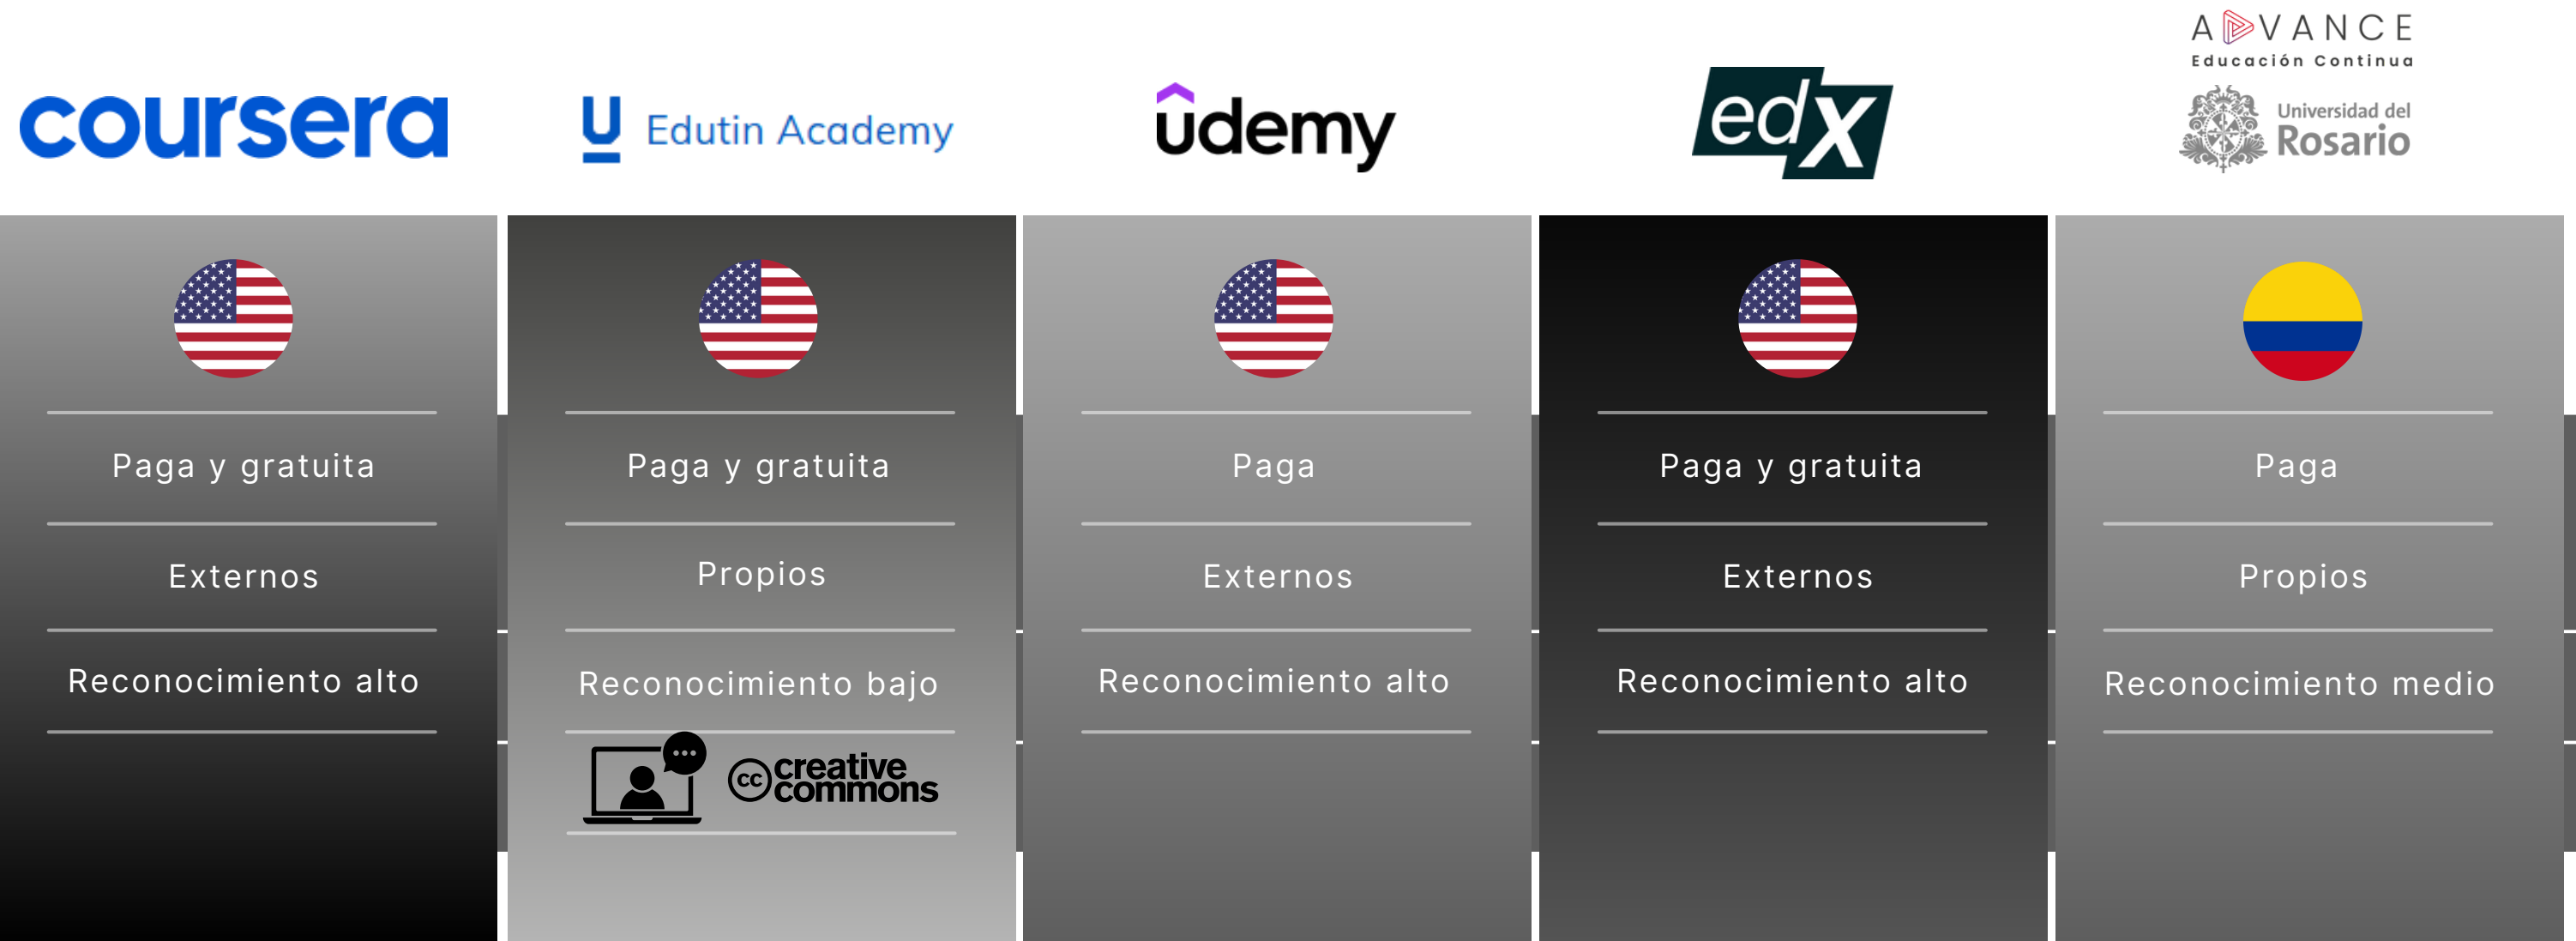 coursera
Edutin Academy
udemy
edX
ADVANCE
Educación Continua
Universidad del
Rosario
Paga y gratuita
Paga y gratuita
Paga
Paga y gratuita
Paga
Externos
Propios
Externos
Externos
Propios
Reconocimiento alto
Reconocimiento bajo
Reconocimiento alto
Reconocimiento alto
Reconocimiento medio
cc creative
commons